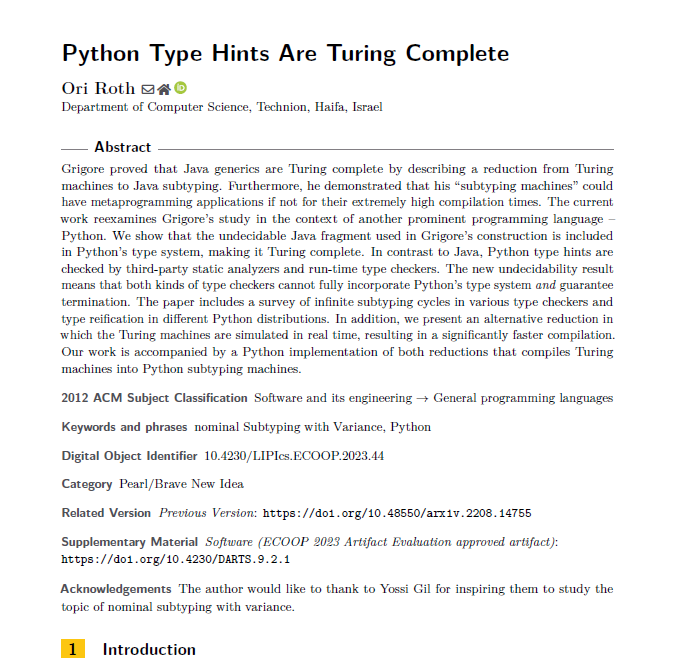 Python Type Hints Are Turing Complete
Ori Roth
Department of Computer Science, Technion, Haifa, Israel
Abstract
Grigore proved that Java generics are Turing complete by describing a reduction from Turing
machines to Java subtyping. Furthermore, he demonstrated that his “subtyping machines” could
have metaprogramming applications if not for their extremely high compilation times. The current
work reexamines Grigore’s study in the context of another prominent programming language –
Python. We show that the undecidable Java fragment used in Grigore’s construction is included
in Python’s type system, making it Turing complete. In contrast to Java, Python type hints are
checked by third-party static analyzers and run-time type checkers. The new undecidability result
means that both kinds of type checkers cannot fully incorporate Python’s type system and guarantee
termination. The paper includes a survey of infinite subtyping cycles in various type checkers and
type reification in different Python distributions. In addition, we present an alternative reduction in
which the Turing machines are simulated in real time, resulting in a significantly faster compilation.
Our work is accompanied by a Python implementation of both reductions that compiles Turing
machines into Python subtyping machines.
2012 ACM Subject Classification Software and its engineering → General programming languages
Keywords and phrases nominal Subtyping with Variance, Python
Digital Object Identifier 10.4230/LIPIcs.ECOOP.2023.44
Category Pearl/Brave New Idea
Related Version Previous Version: https://doi.org/10.48550/arxiv.2208.14755
Supplementary Material Software (ECOOP 2023 Artifact Evaluation approved artifact):
https://doi.org/10.4230/DARTS.9.2.1
Acknowledgements The author would like to thank to Yossi Gil for inspiring them to study the
topic of nominal subtyping with variance.
1 Introduction